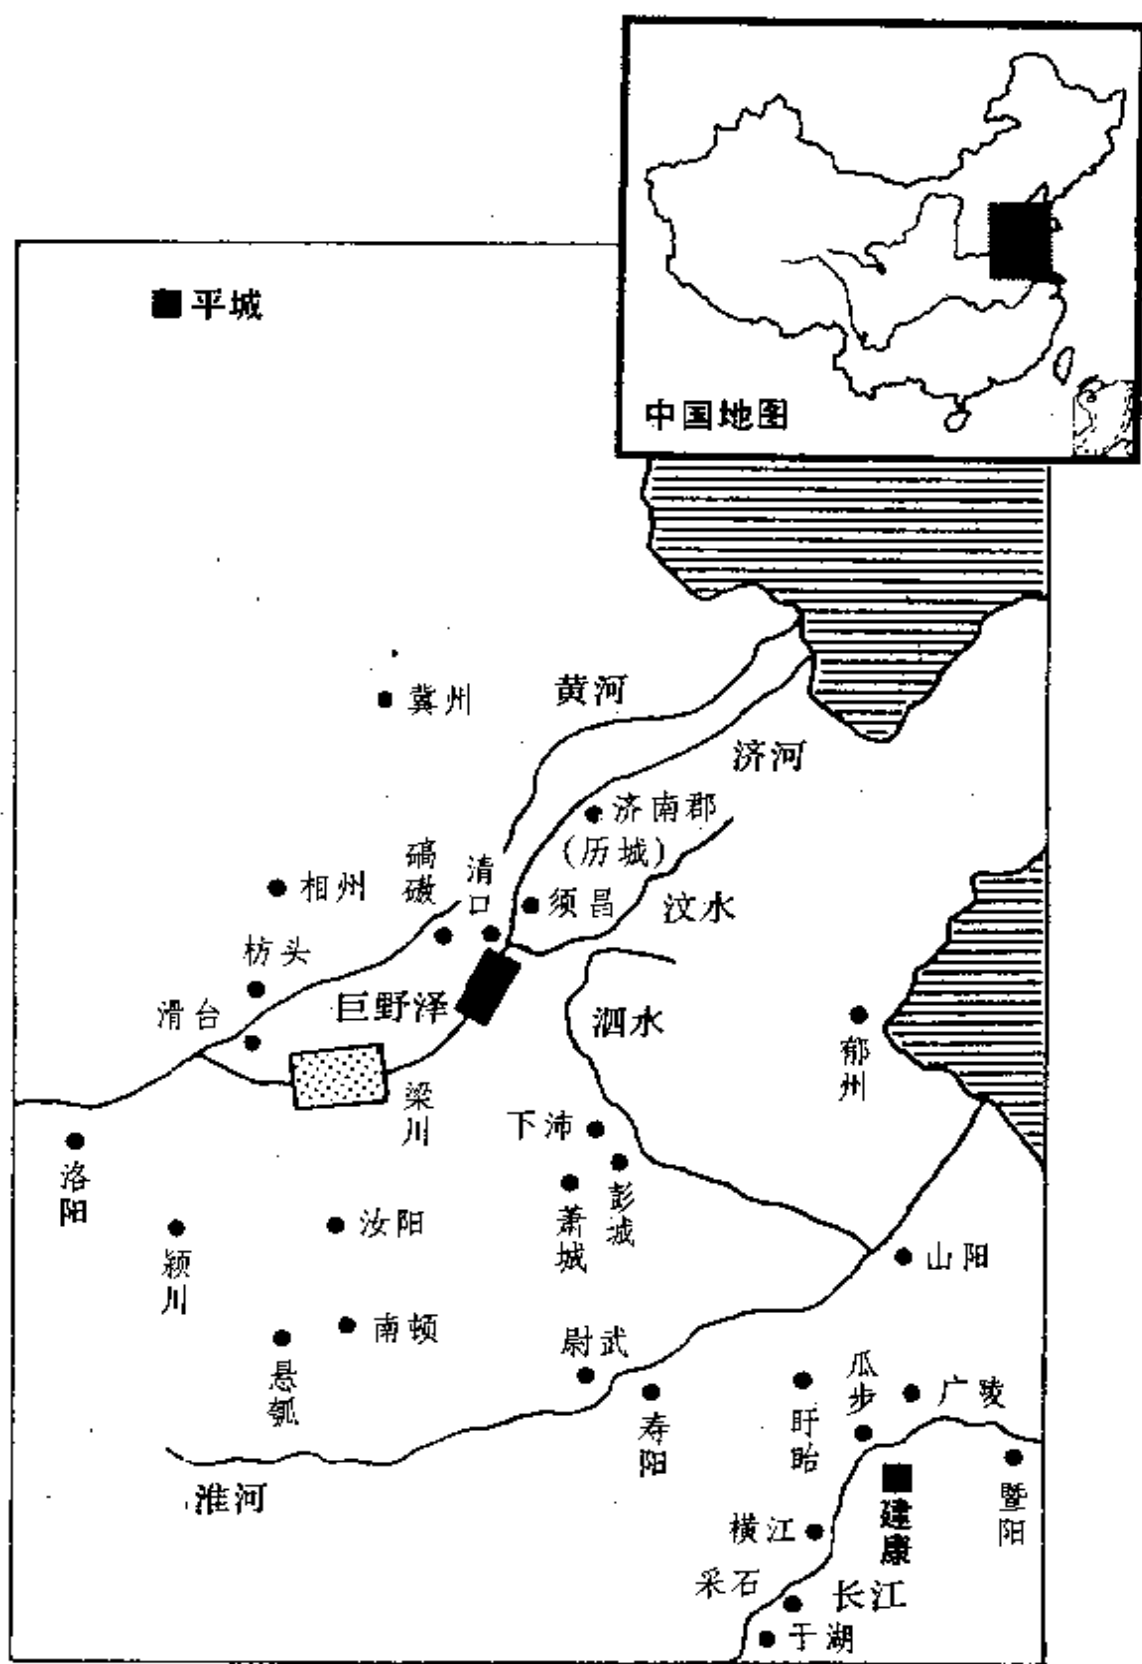 中国地图
平城
冀州
黄河
济河
济南郡
(历城)
相州
碻磝
清口
须昌
汶水
枋头
滑台
巨野泽
泗水
郁州
梁川
下沛
彭城
萧城
洛阳
颍川
汝阳
山阳
南顿
悬瓠
尉武
寿阳
盱眙
瓜步
广陵
淮河
建康
暨阳
横江
采石
长江
于湖